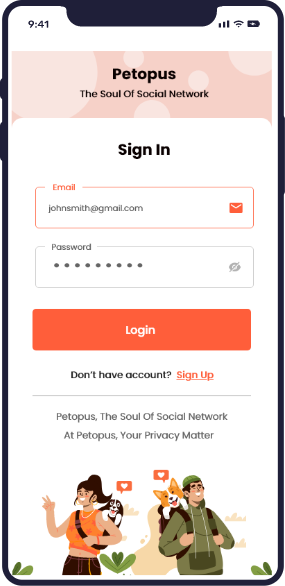 9:41
Petopus
The Soul Of Social Network
Sign In
Email
johnsmith@gmail.com
Password
Login
Don't have account? Sign Up
Petopus, The Soul Of Social Network
At Petopus, Your Privacy Matter